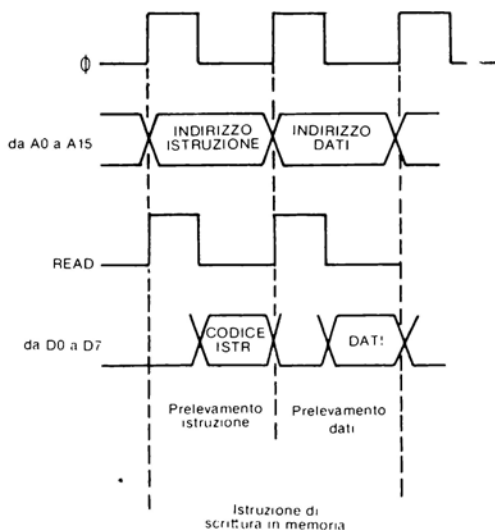 ϕ
da A0 a A15
INDIRIZZO
ISTRUZIONE
INDIRIZZO
DATI
READ
da D0 a D7
CODICE
ISTR
DATI
Prelevamento
istruzione
Prelevamento
dati
Istruzione di
scrittura in memoria